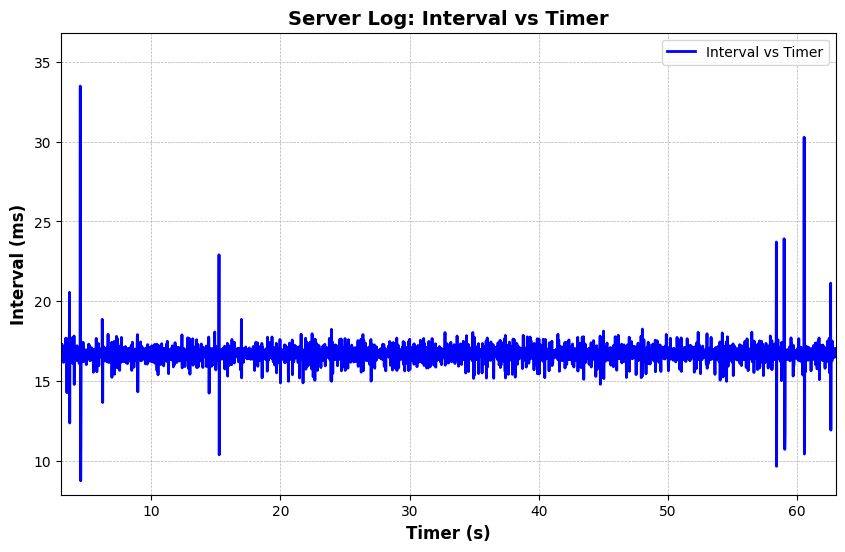 Server Log: Interval vs Timer
Interval vs Timer
Interval (ms)
35
30
25
20
15
10
10 20 30 40 50 60
Timer (s)